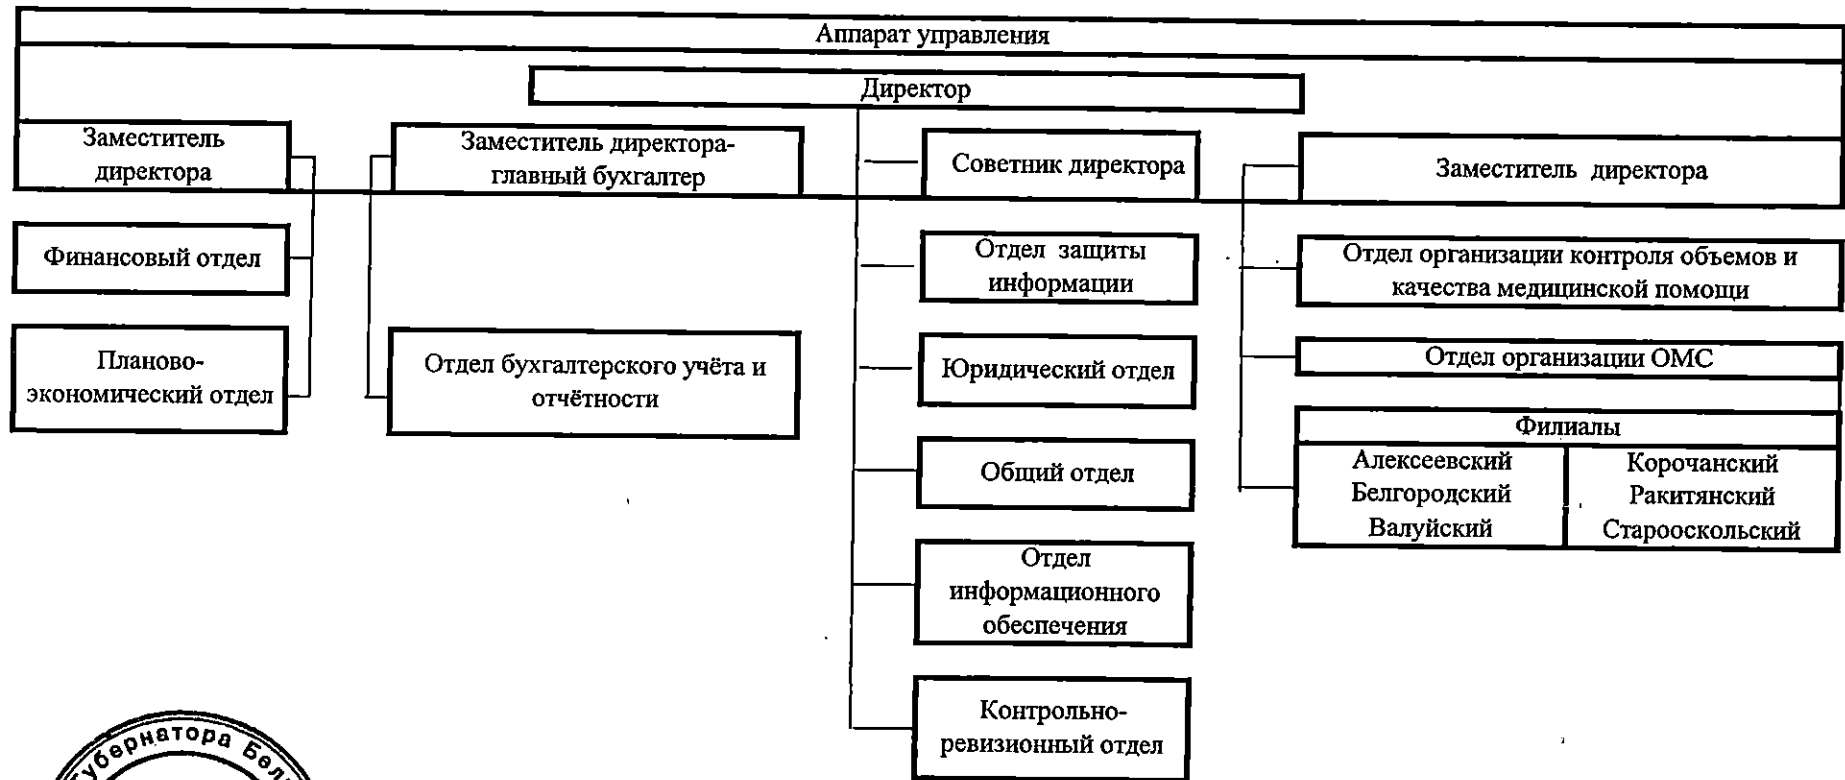 Аппарат управления
Директор
Заместитель
директора
Заместитель директора-
главный бухгалтер
Советник директора
Заместитель директора
Финансовый отдел
Планово-
экономический отдел
Отдел бухгалтерского учёта и
отчётности
Отдел защиты
информации
Юридический отдел
Общий отдел
Отдел
информационного
обеспечения
Контрольно-
ревизионный отдел
Отдел организации контроля объемов и
качества медицинской помощи
Отдел организации ОМС
Филиалы
Алексеевский
Белгородский
Валуйский
Корочанский
Ракитянский
Старооскольский
убернатора Бел